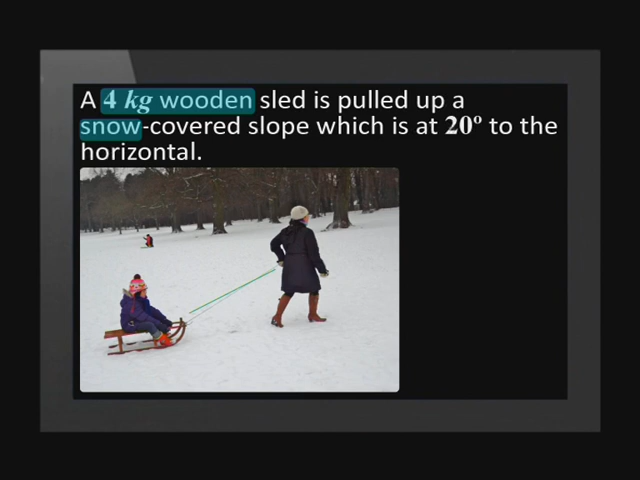 A 4 kg wooden sled is pulled up a
snow-covered slope which is at 20º to the
horizontal.